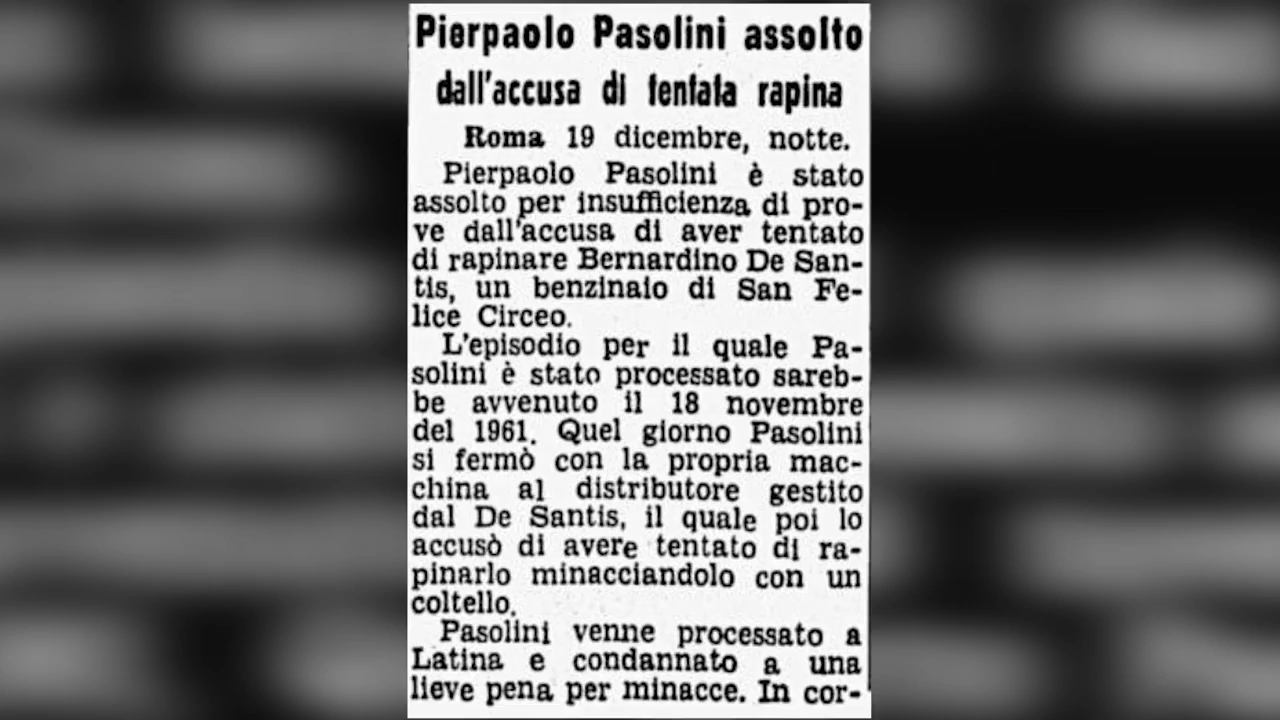 Pierpaolo Pasolini assolto
dall'accusa di tentata rapina
Roma 19 dicembre, notte.
Pierpaolo Pasolini è stato
assolto per insufficienza di pro-
ve dall'accusa di aver tentato
di rapinare Bernardino De San-
tis, un benzinaio di San Fe-
lice Circeo.
L'episodio per il quale Pa-
solini è stato processato sareb-
be avvenuto il 18 novembre
del 1961. Quel giorno Pasolini
si fermò con la propria mac-
china al distributore gestito
dal De Santis, il quale poi lo
accusò di avere tentato di ra-
pinarlo minacciandolo con un
coltello.
Pasolini venne processato a
Latina e condannato a una
lieve pena per minacce. In cor-